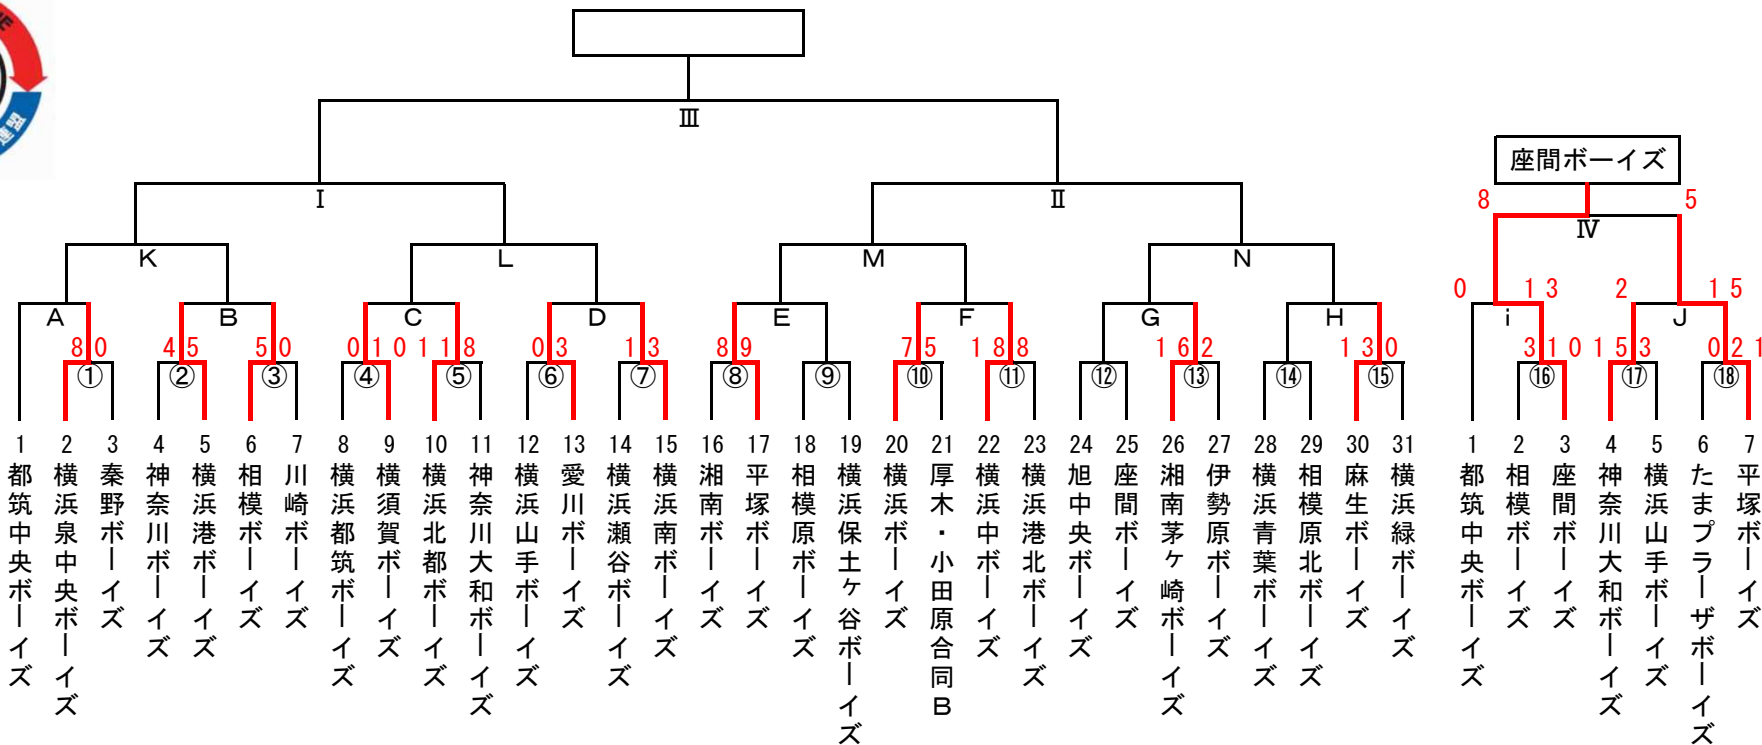 連盟
Ⅲ
座間ボーイズ
Ⅰ
Ⅱ
8
5
Ⅳ
K
L
M
N
0
13
2
15
A
B
C
D
E
F
G
H
i
J
8 0
4 5
5 0
0 10
11 8
0 3
1 3
8 9
7 5
1 8 8
1 6 2
1 3 0
3 10
15 3
0 21
①
②
③
④
⑤
⑥
⑦
⑧
⑨
⑩
⑪
⑫
⑬
⑭
⑮
⑯
⑰
⑱
1 都筑中央ボーイズ
2 横浜泉中央ボーイズ
3 秦野ボーイズ
4 神奈川ボーイズ
5 横浜港ボーイズ
6 相模ボーイズ
7 川崎ボーイズ
8 横浜都筑ボーイズ
9 横須賀ボーイズ
10 横浜北都ボーイズ
11 神奈川大和ボーイズ
12 横浜山手ボーイズ
13 愛川ボーイズ
14 横浜瀬谷ボーイズ
15 横浜南ボーイズ
16 湘南ボーイズ
17 平塚ボーイズ
18 相模原ボーイズ
19 横浜保土ケ谷ボーイズ
20 横浜ボーイズ
21 厚木・小田原合同B
22 横浜中ボーイズ
23 横浜港北ボーイズ
24 旭中央ボーイズ
25 座間ボーイズ
26 湘南茅ケ崎ボーイズ
27 伊勢原ボーイズ
28 横浜青葉ボーイズ
29 相模原北ボーイズ
30 麻生ボーイズ
31 横浜緑ボーイズ
1 都筑中央ボーイズ
2 相模ボーイズ
3 座間ボーイズ
4 神奈川大和ボーイズ
5 横浜山手ボーイズ
6 たまプラーザボーイズ
7 平塚ボーイズ